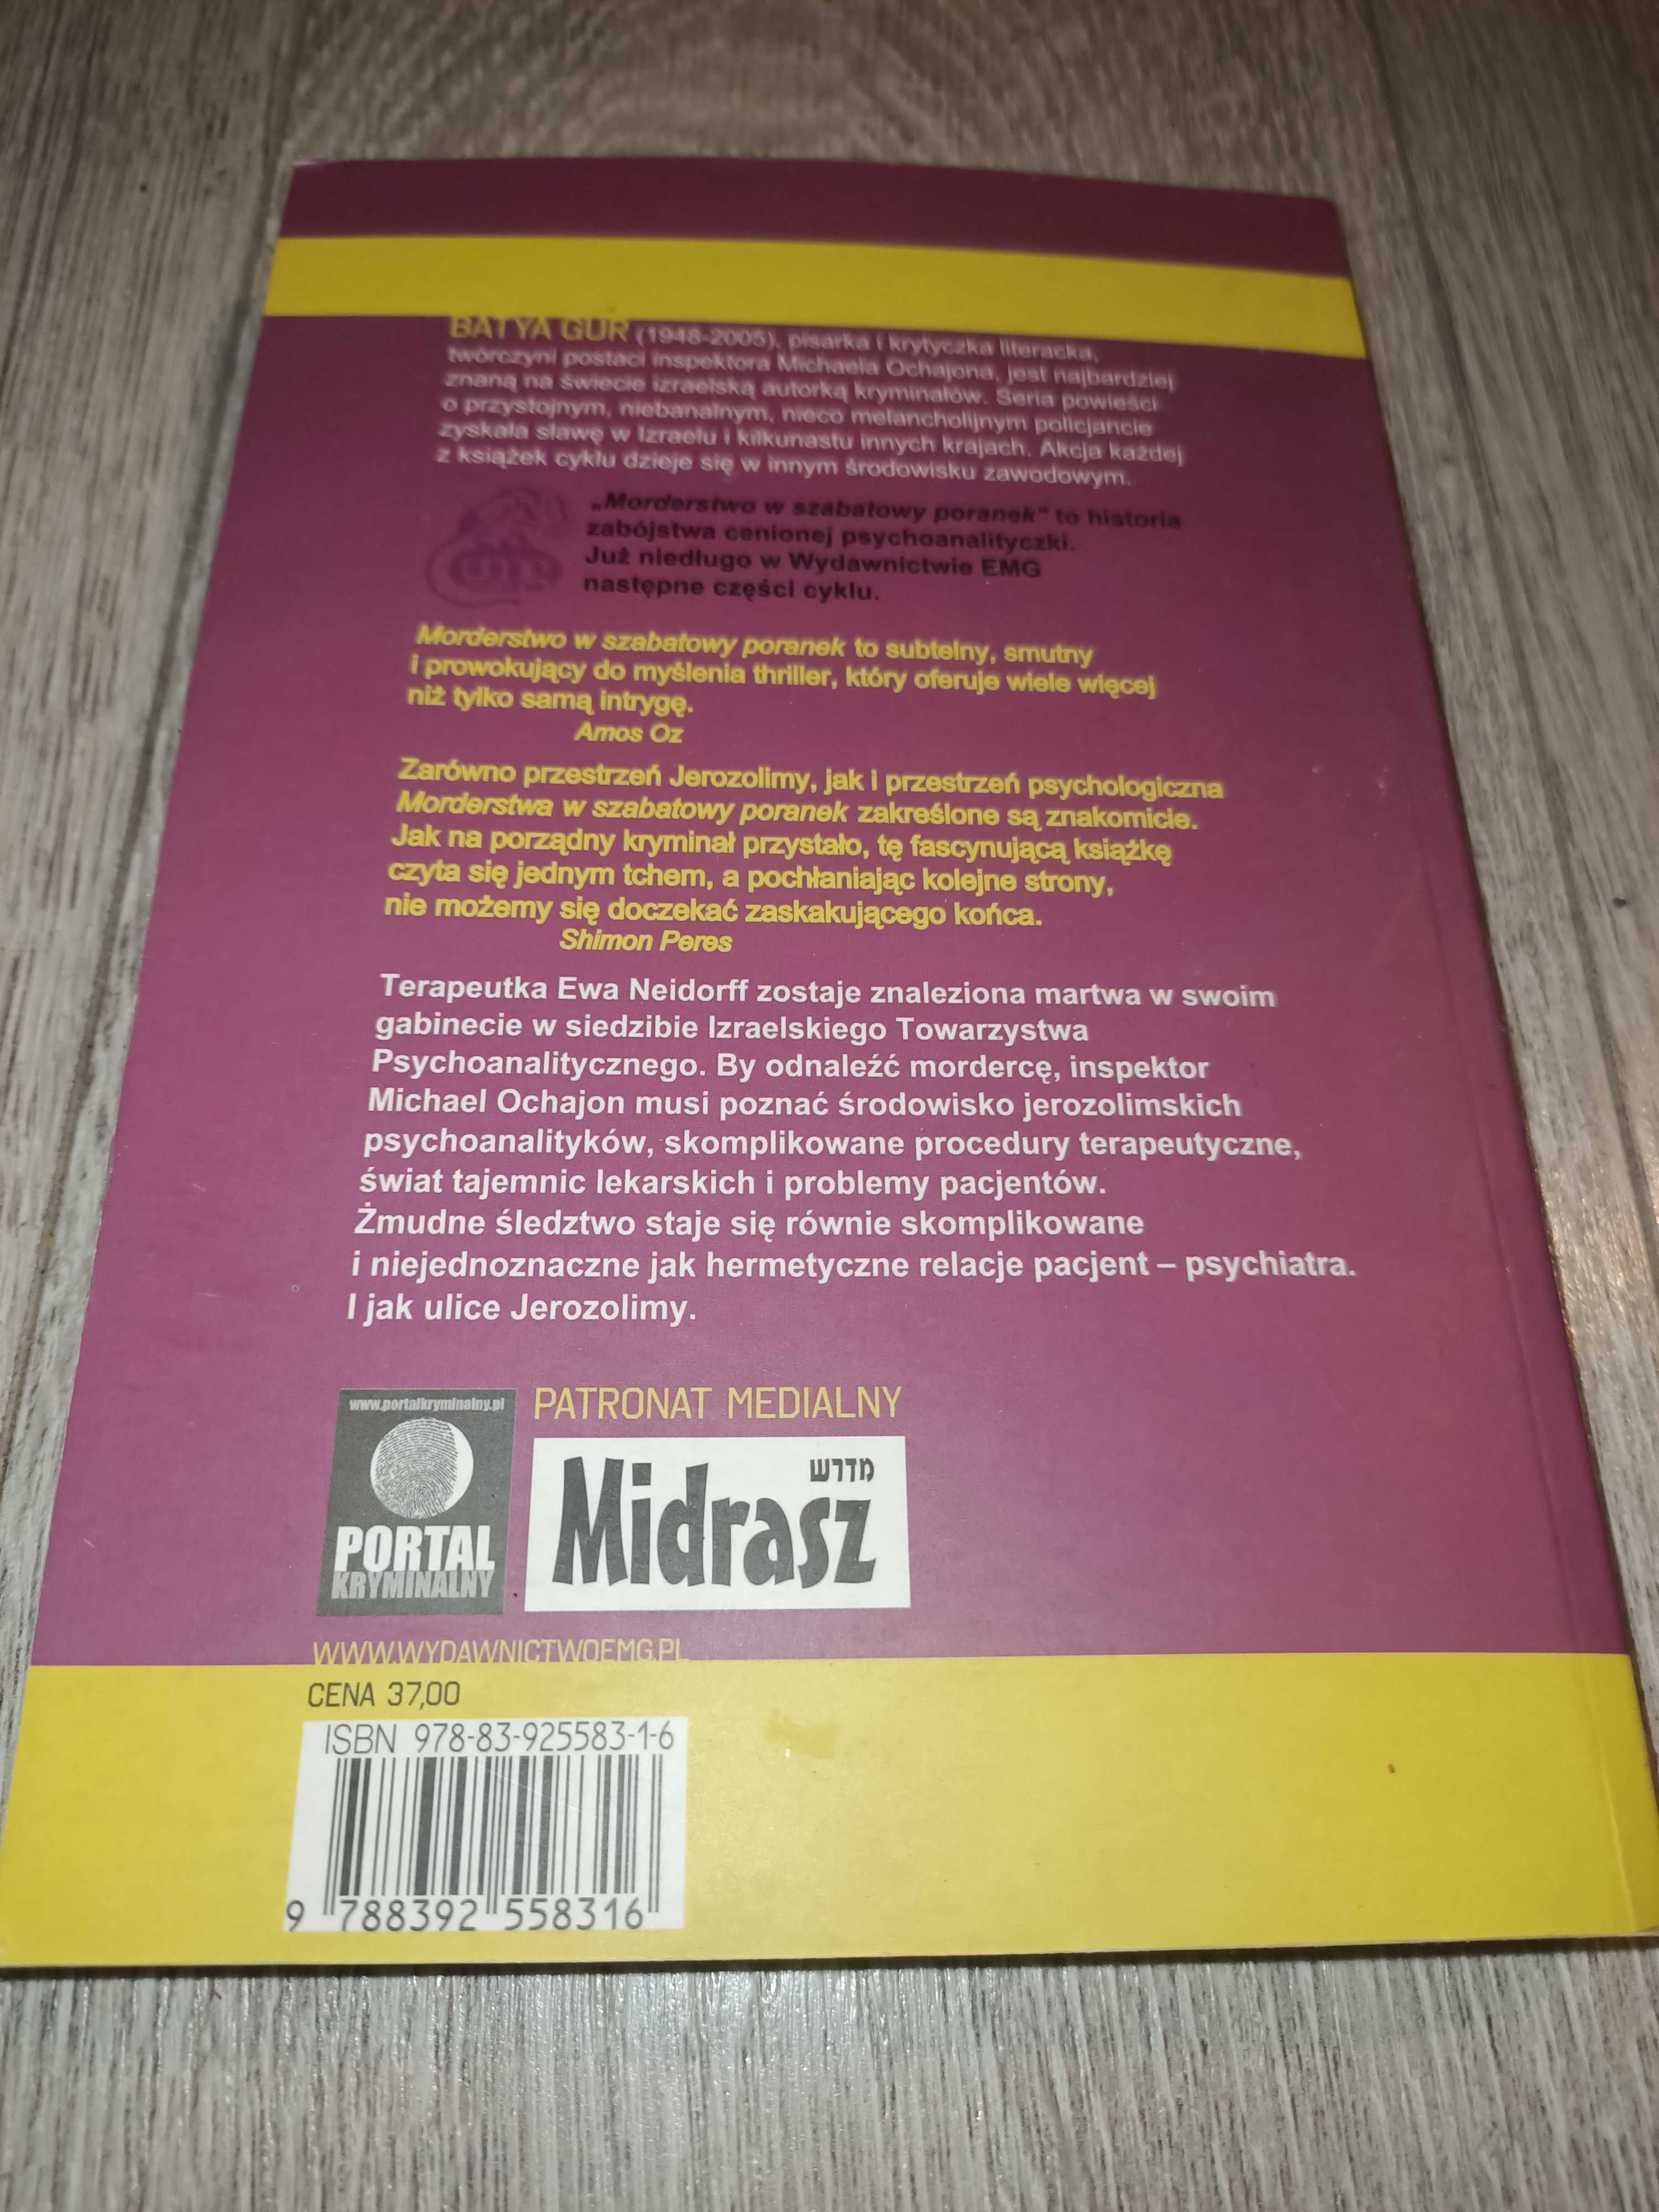 BATYA GUR (1948-2005), pisarka i krytyczka literacka,
twórczyni postaci inspektora Michaela Ochajona, jest najbardziej
znaną na świecie izraelską autorką kryminałów. Seria powieści
o przystojnym, niebanalnym, nieco melancholijnym policjancie
zyskała sławę w Izraelu i kilkunastu innych krajach. Akcja każdej
z książek cyklu dzieje się w innym środowisku zawodowym.
„Morderstwo w szabatowy poranek" to historia
zabójstwa cenionej psychoanalityczki.
Już niedługo w Wydawnictwie EMG
następne części cyklu.
Morderstwo w szabatowy poranek to subtelny, smutny
i prowokujący do myślenia thriller, który oferuje wiele więcej
niż tylko samą intrygę.
Amos Oz
Zarówno przestrzeń Jerozolimy, jak i przestrzeń psychologiczna
Morderstwa w szabatowy poranek zakreślone są znakomicie.
Jak na porządny kryminał przystało, tę fascynującą książkę
czyta się jednym tchem, a pochłaniając kolejne strony,
nie możemy się doczekać zaskakującego końca.
Shimon Peres
Terapeutka Ewa Neidorff zostaje znaleziona martwa w swoim
gabinecie w siedzibie Izraelskiego Towarzystwa
Psychoanalitycznego. By odnaleźć mordercę, inspektor
Michael Ochajon musi poznać środowisko jerozolimskich
psychoanalityków, skomplikowane procedury terapeutyczne,
świat tajemnic lekarskich i problemy pacjentów.
Żmudne śledztwo staje się równie skomplikowane
i niejednoznaczne jak hermetyczne relacje pacjent – psychiatra.
I jak ulice Jerozolimy.
www.portalkryminalny.pl
PORTAL
KRYMINALNY
PATRONAT MEDIALNY
מדרש
Midrasz
WWW.WYDAWNICTWOEMG.PL
CENA 37,00
ISBN 978-83-925583-1-6
9 788392 558316